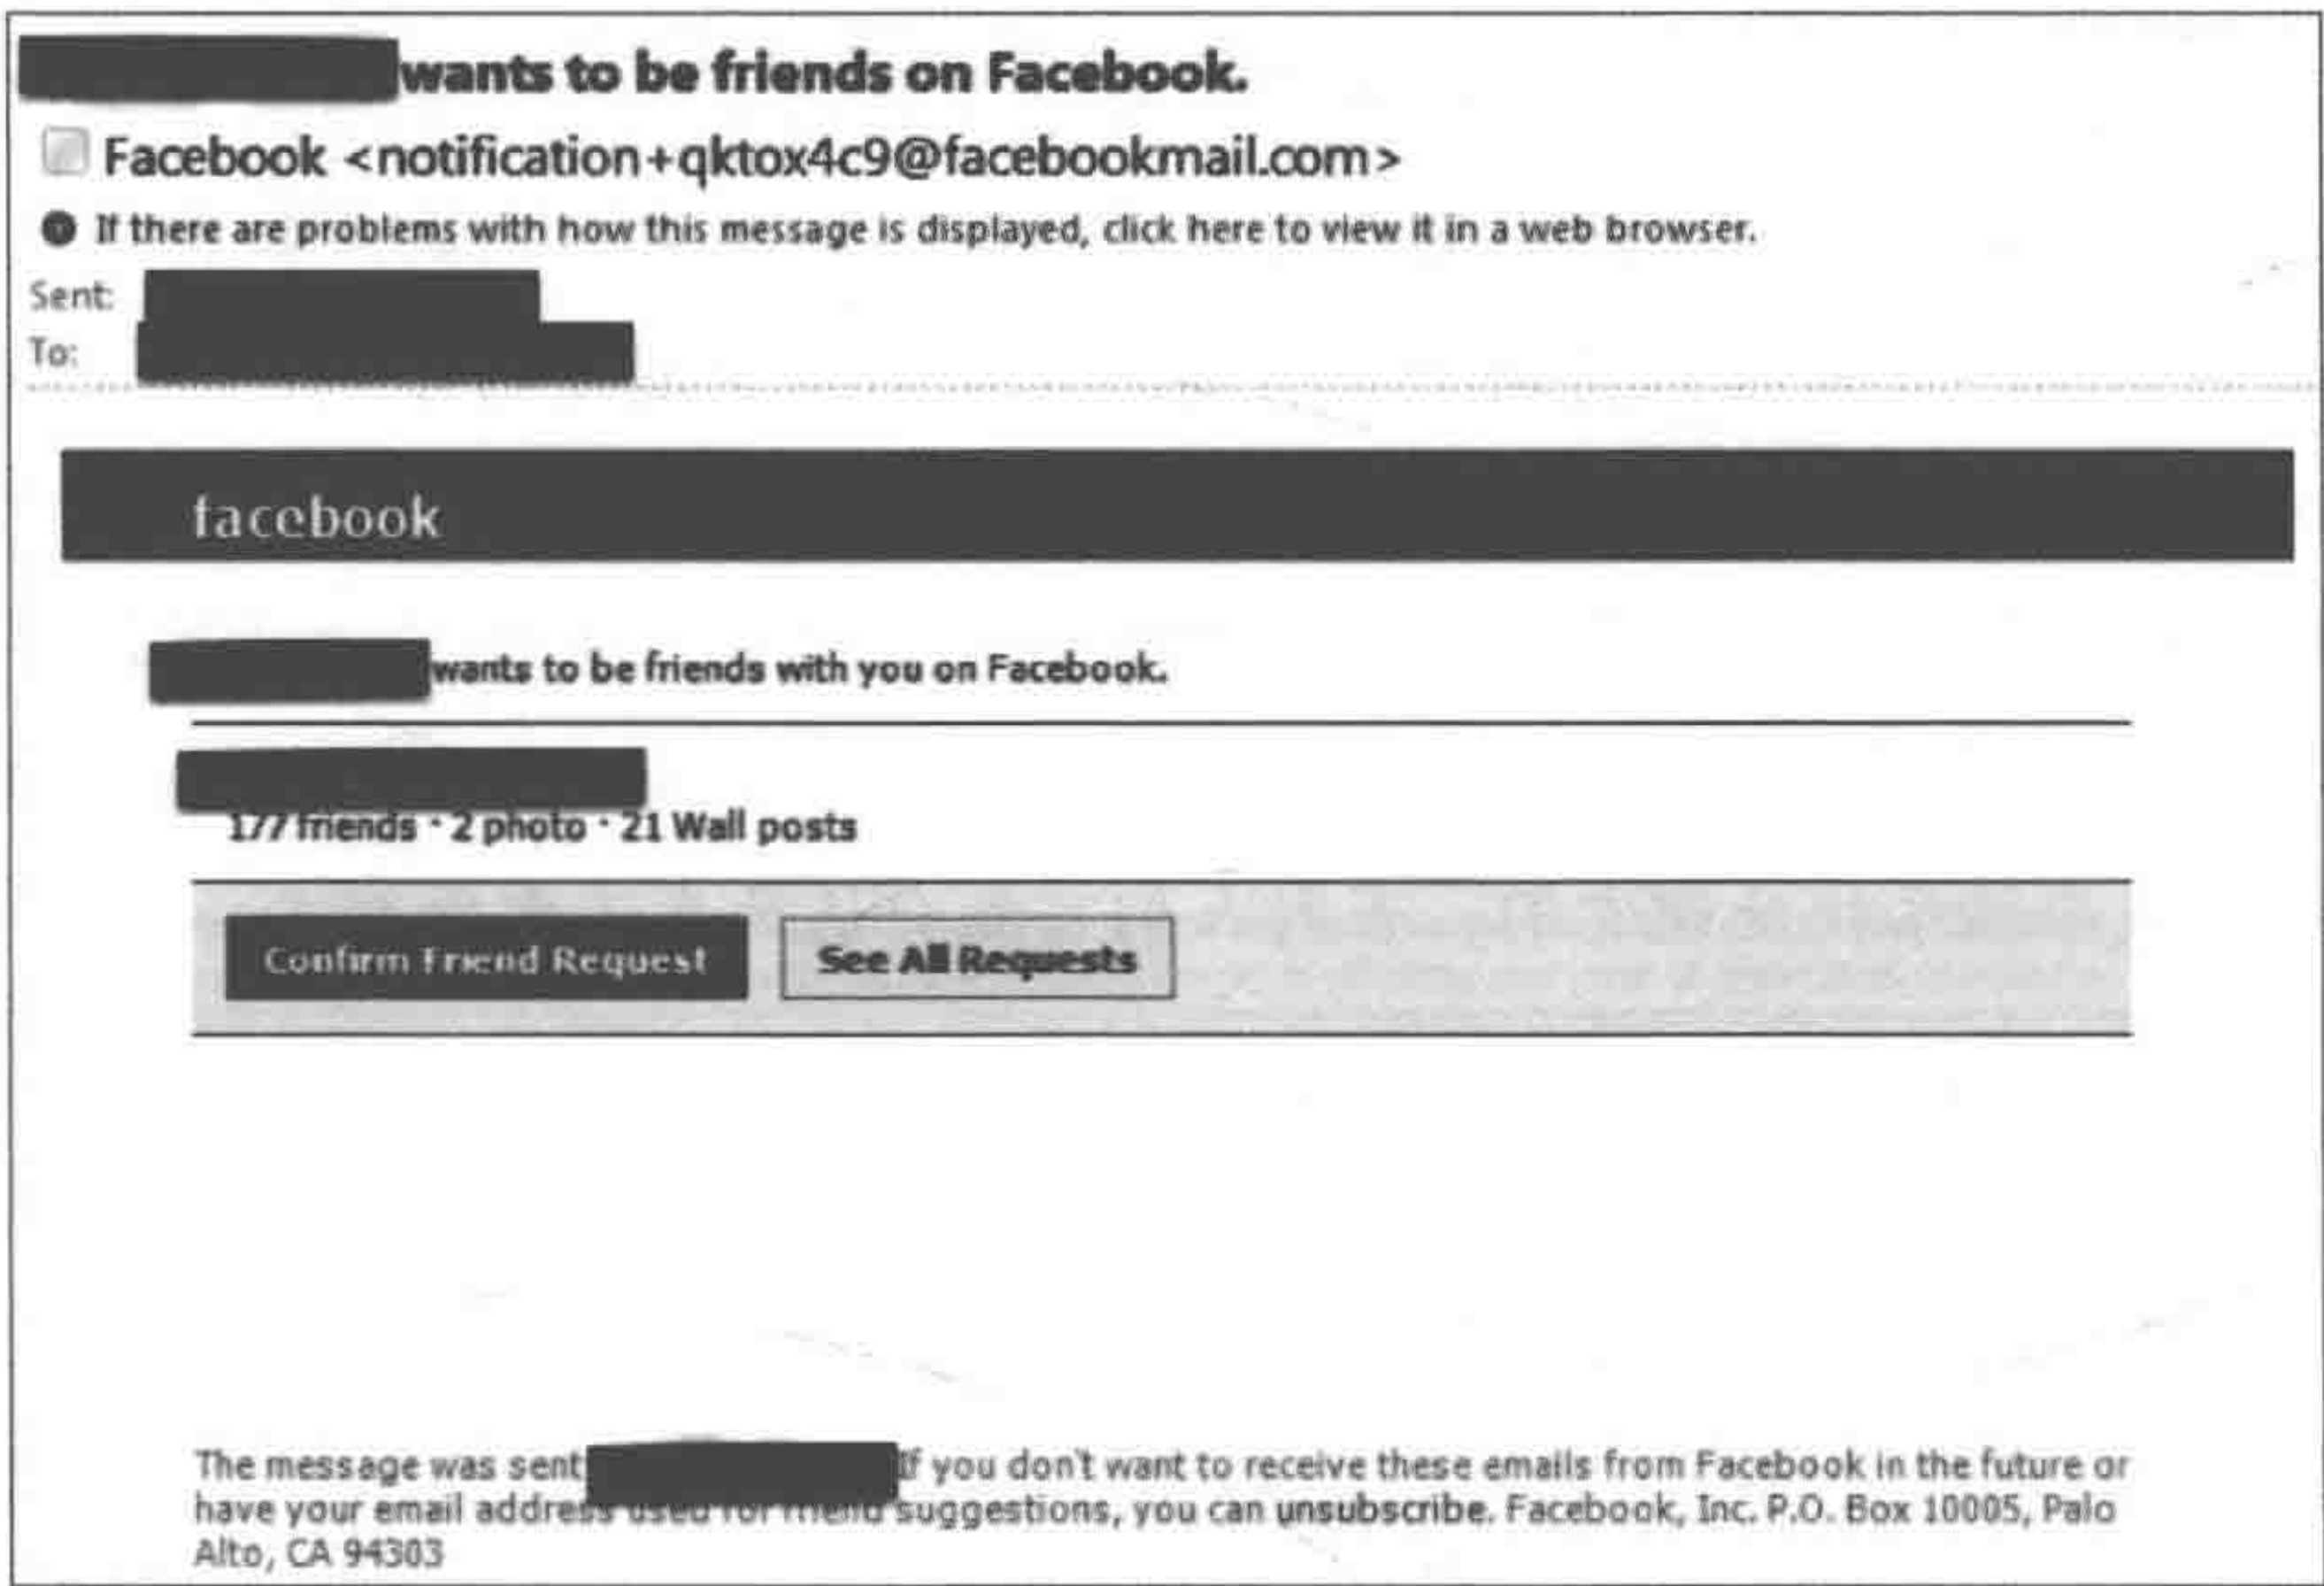 wants to be friends on Facebook.
Facebook <notification+qktox4c9@facebookmail.com>
If there are problems with how this message is displayed, click here to view it in a web browser.
Sent:
To:
facebook
wants to be friends with you on Facebook.
177 friends · 2 photo · 21 Wall posts
Confirm Friend Request
See All Requests
The message was sent If you don't want to receive these emails from Facebook in the future or
have your email address used for friend suggestions, you can unsubscribe. Facebook, Inc. P.O. Box 10005, Palo
Alto, CA 94303